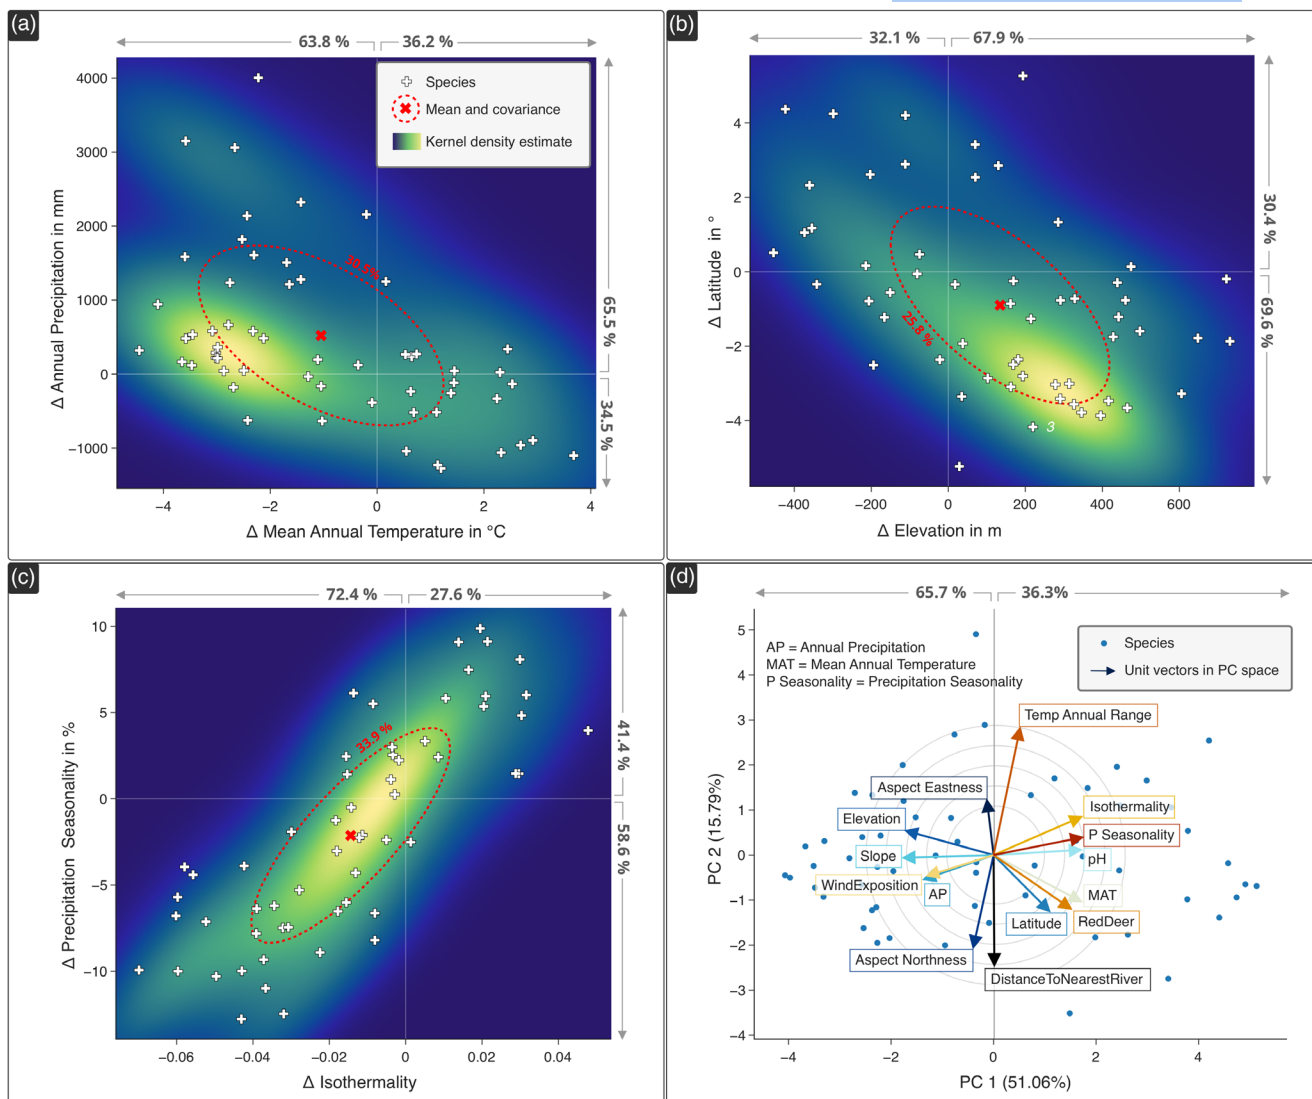 (a)
63.8 %
36.2 %
4000
3000
2000
1000
0
−1000
Δ Annual Precipitation in mm
Species
Mean and covariance
Kernel density estimate
65.5 %
34.5 %
−4
−2
0
2
4
Δ Mean Annual Temperature in °C
(b)
32.1 %
67.9 %
4
2
0
−2
−4
Δ Latitude in °
25.8 %
3
30.4 %
69.6 %
−400
−200
0
200
400
600
Δ Elevation in m
(c)
72.4 %
27.6 %
10
5
0
−5
−10
Δ Precipitation Seasonality in %
33.9 %
41.4 %
58.6 %
−0.06
−0.04
−0.02
0
0.02
0.04
Δ Isothermality
(d)
65.7 %
36.3%
5
4
3
2
1
0
−1
−2
−3
−4
PC 2 (15.79%)
AP = Annual Precipitation
MAT = Mean Annual Temperature
P Seasonality = Precipitation Seasonality
Species
Unit vectors in PC space
Temp Annual Range
Aspect Eastness
Isothermality
Elevation
P Seasonality
Slope
pH
WindExposition
AP
MAT
Latitude
RedDeer
Aspect Northness
DistanceToNearestRiver
−4
−2
0
2
4
PC 1 (51.06%)